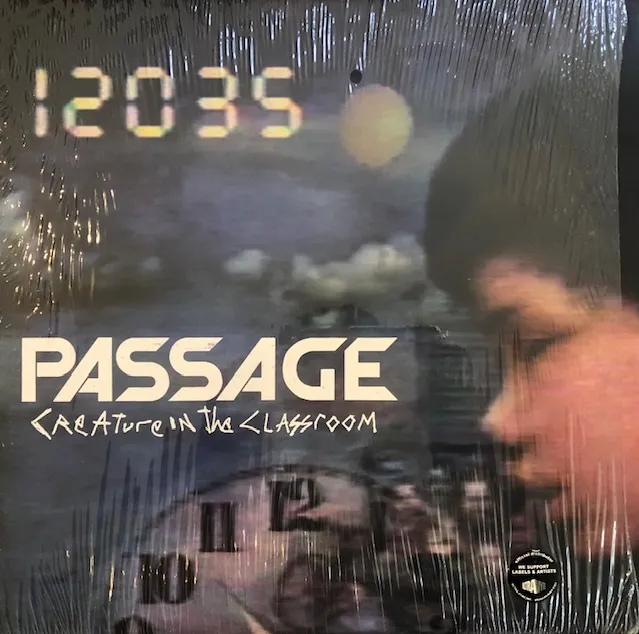 12035
PASSAGE
CREATURE IN THE CLASSROOM
12
11
10
WE SUPPORT
LABELS & ARTISTS